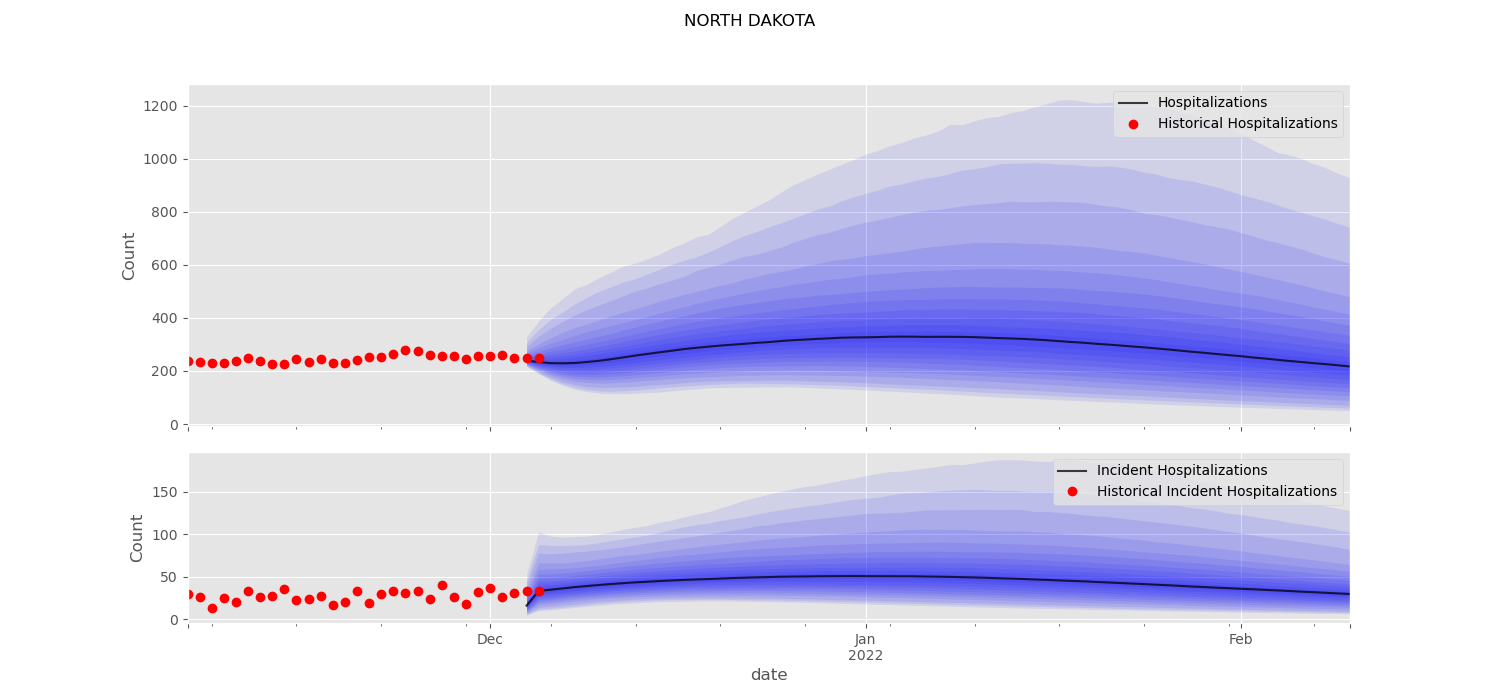 NORTH DAKOTA
1200
1000
800
600
400
200
0
Count
Hospitalizations
Historical Hospitalizations
150
100
50
0
Count
Incident Hospitalizations
Historical Incident Hospitalizations
Dec
Jan
2022
Feb
date